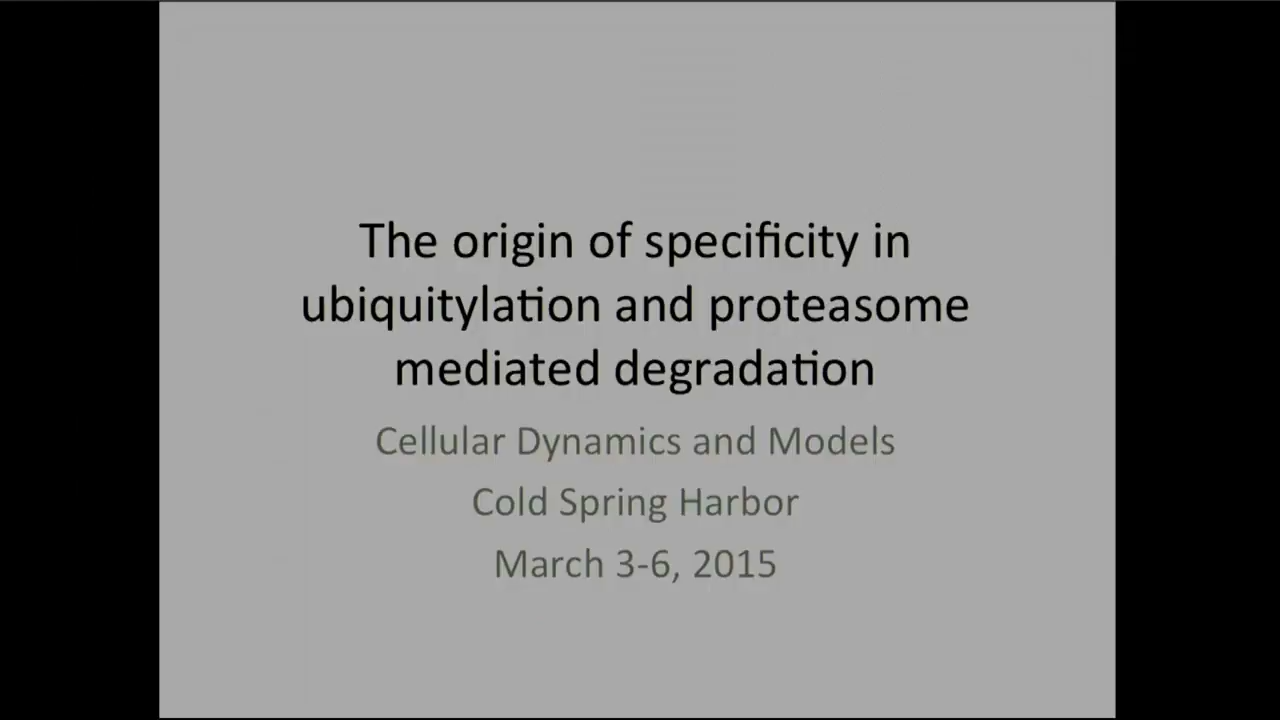 The origin of specificity in
ubiquitylation and proteasome
mediated degradation
Cellular Dynamics and Models
Cold Spring Harbor
March 3-6, 2015